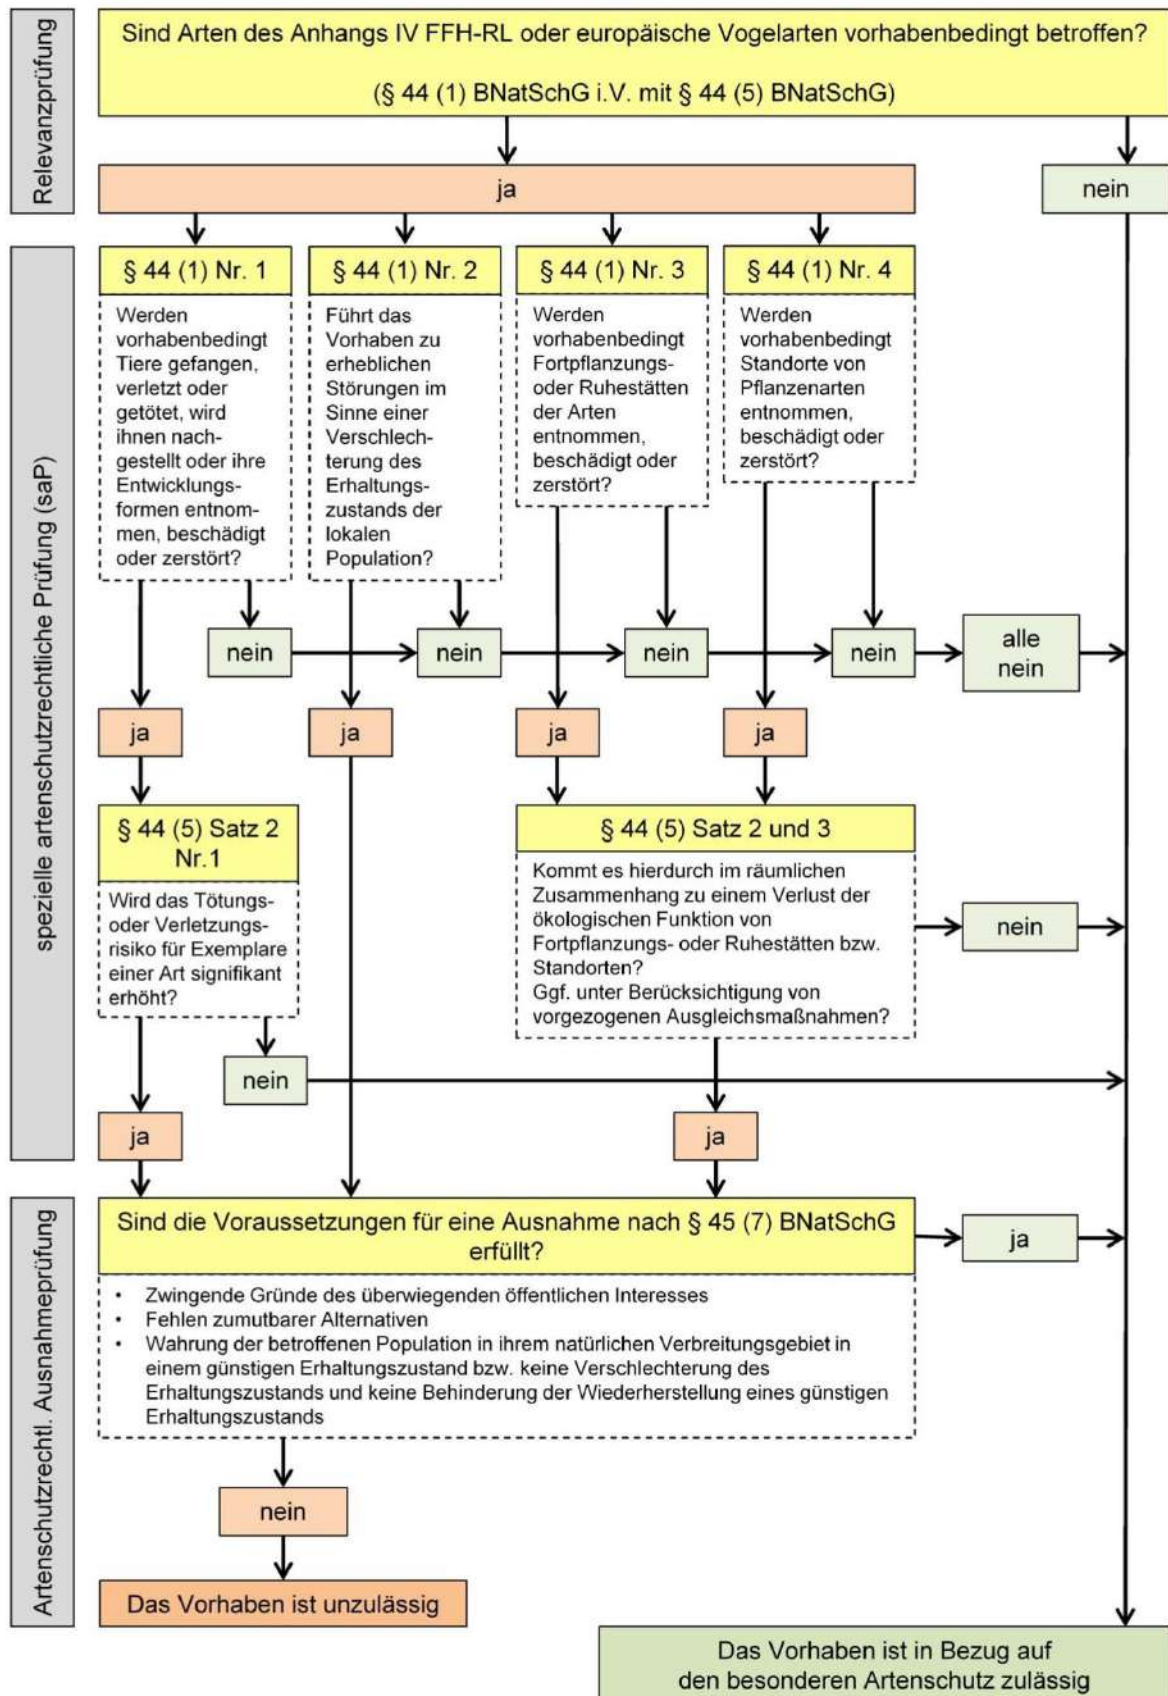 Relevanzprüfung
Sind Arten des Anhangs IV FFH-RL oder europäische Vogelarten vorhabenbedingt betroffen?
(§ 44 (1) BNatSchG i.V. mit § 44 (5) BNatSchG)
ja
nein
spezielle artenschutzrechtliche Prüfung (saP)
§ 44 (1) Nr. 1
Werden
vorhabenbedingt
Tiere gefangen,
verletzt oder
getötet, wird
ihnen nach-
gestellt oder ihre
Entwicklungs-
formen entnom-
men, beschädigt
oder zerstört?
§ 44 (1) Nr. 2
Führt das
Vorhaben zu
erheblichen
Störungen im
Sinne einer
Verschlech-
terung des
Erhaltungs-
zustands der
lokalen
Population?
§ 44 (1) Nr. 3
Werden
vorhabenbedingt
Fortpflanzungs-
oder Ruhestätten
der Arten
entnommen,
beschädigt oder
zerstört?
§ 44 (1) Nr. 4
Werden
vorhabenbedingt
Standorte von
Pflanzenarten
entnommen,
beschädigt oder
zerstört?
nein
nein
nein
nein
alle
nein
ja
ja
ja
ja
§ 44 (5) Satz 2
Nr.1
Wird das Tötungs-
oder Verletzungs-
risiko für Exemplare
einer Art signifikant
erhöht?
§ 44 (5) Satz 2 und 3
Kommt es hierdurch im räumlichen
Zusammenhang zu einem Verlust der
ökologischen Funktion von
Fortpflanzungs- oder Ruhestätten bzw.
Standorten?
Ggf. unter Berücksichtigung von
vorgezogenen Ausgleichsmaßnahmen?
nein
nein
ja
ja
Artenschutzrechtl. Ausnahmeprüfung
Sind die Voraussetzungen für eine Ausnahme nach § 45 (7) BNatSchG
erfüllt?
• Zwingende Gründe des überwiegenden öffentlichen Interesses
• Fehlen zumutbarer Alternativen
• Wahrung der betroffenen Population in ihrem natürlichen Verbreitungsgebiet in
einem günstigen Erhaltungszustand bzw. keine Verschlechterung des
Erhaltungszustands und keine Behinderung der Wiederherstellung eines günstigen
Erhaltungszustands
ja
nein
Das Vorhaben ist unzulässig
Das Vorhaben ist in Bezug auf
den besonderen Artenschutz zulässig